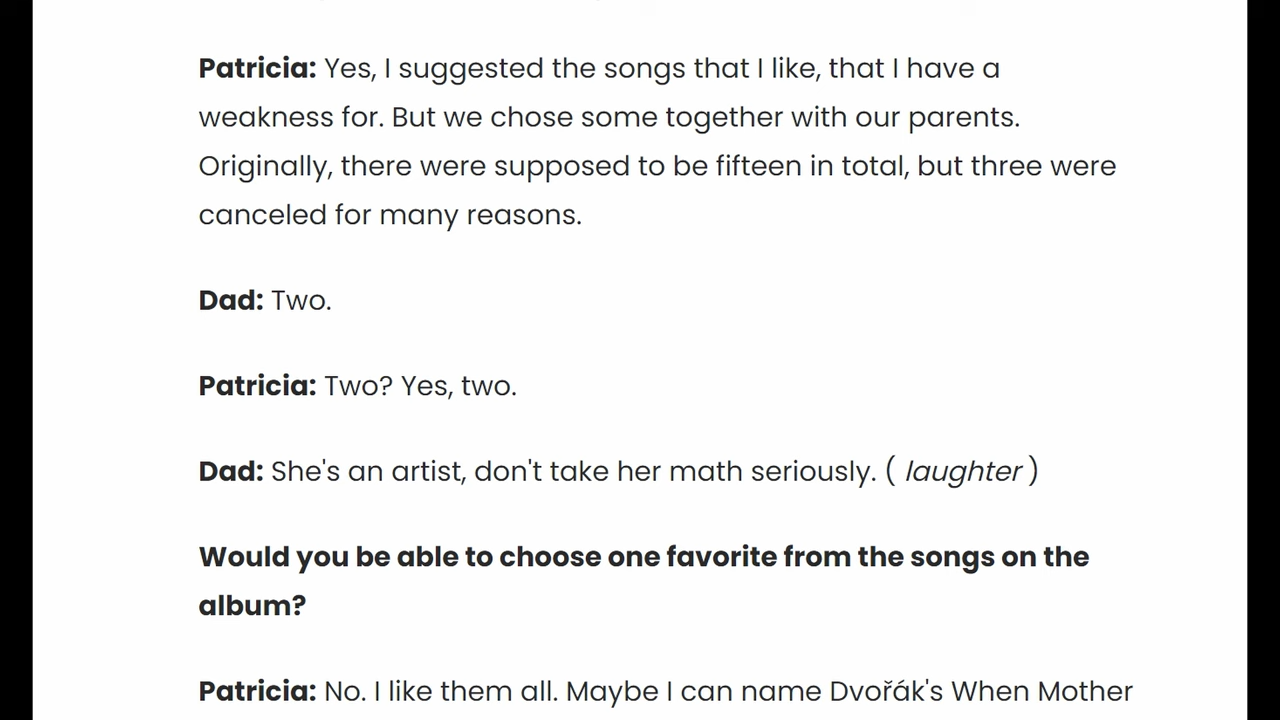 Patricia: Yes, I suggested the songs that I like, that I have a
weakness for. But we chose some together with our parents.
Originally, there were supposed to be fifteen in total, but three were
canceled for many reasons.
Dad: Two.
Patricia: Two? Yes, two.
Dad: She's an artist, don't take her math seriously. ( laughter )
Would you be able to choose one favorite from the songs on the
album?
Patricia: No. I like them all. Maybe I can name Dvořák's When Mother